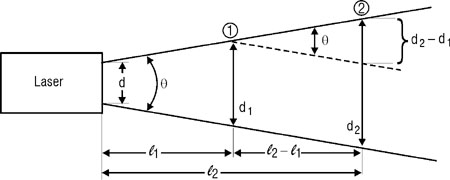 ① ②
θ d₂–d₁
Laser d θ
d₁
d₂
ℓ₁ ℓ₂–ℓ₁
ℓ₂